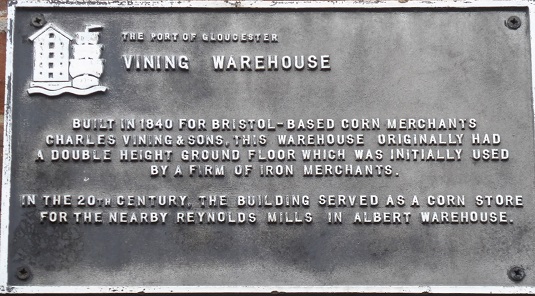 THE PORT OF GLOUCESTER
VINING WAREHOUSE
BUILT IN 1840 FOR BRISTOL-BASED CORN MERCHANTS
CHARLES VINING & SONS, THIS WAREHOUSE ORIGINALLY HAD
A DOUBLE HEIGHT GROUND FLOOR WHICH WAS INITIALLY USED
BY A FIRM OF IRON MERCHANTS.
IN THE 20TH CENTURY, THE BUILDING SERVED AS A CORN STORE
FOR THE NEARBY REYNOLDS MILLS IN ALBERT WAREHOUSE.